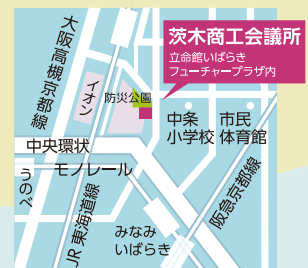 茨木商工会議所
立命館いばらき
フューチャープラザ内
大阪高槻京都線
イオン
防災公園
中条
小学校
市民
体育館
中央環状
モノレール
うのべ
JR東海道線
みなみ
いばらき
阪急京都線